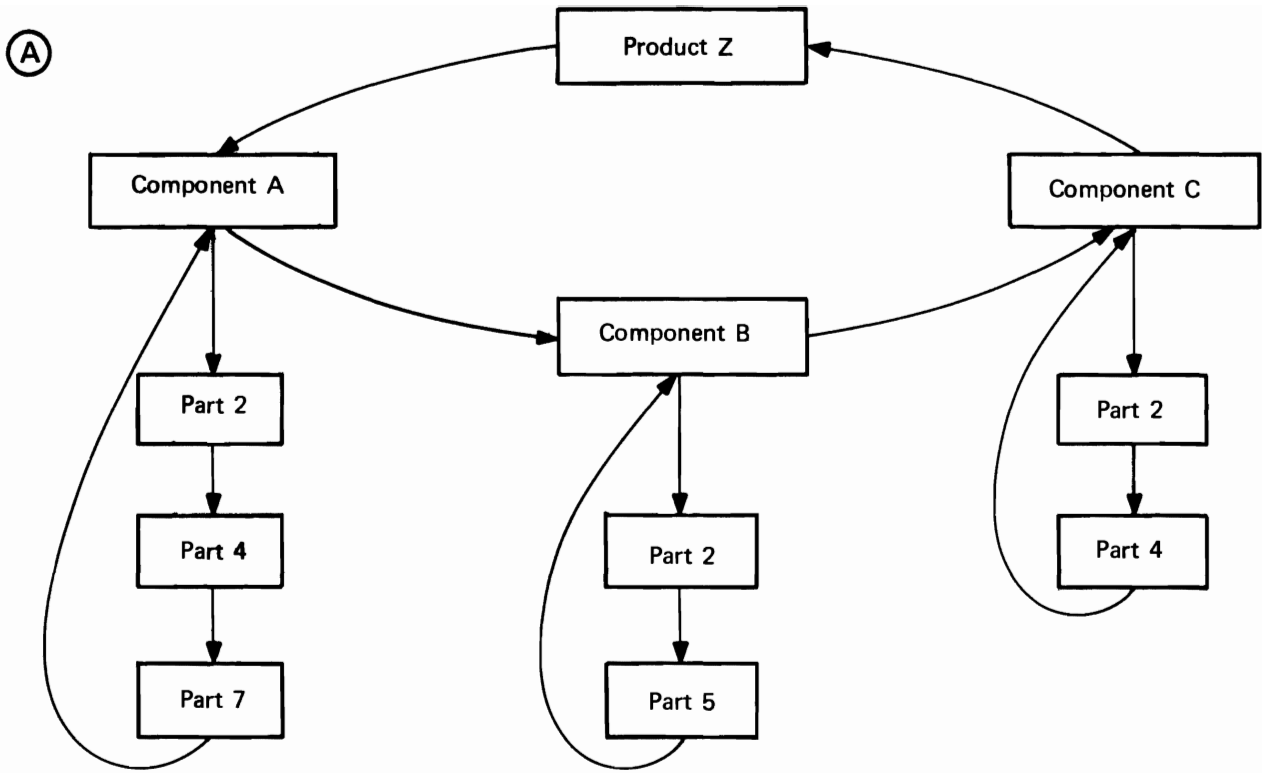 A
Product Z
Component A
Component C
Component B
Part 2
Part 2
Part 4
Part 2
Part 4
Part 7
Part 5